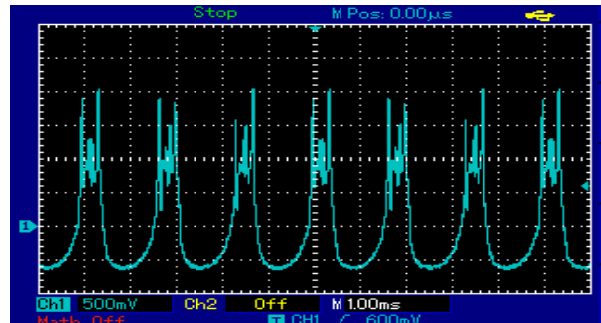 Stop M Pos: 0.00µs
1
Ch1 500mV Ch2 Off M 1.00ms
Math Off T CH1 / 600mV